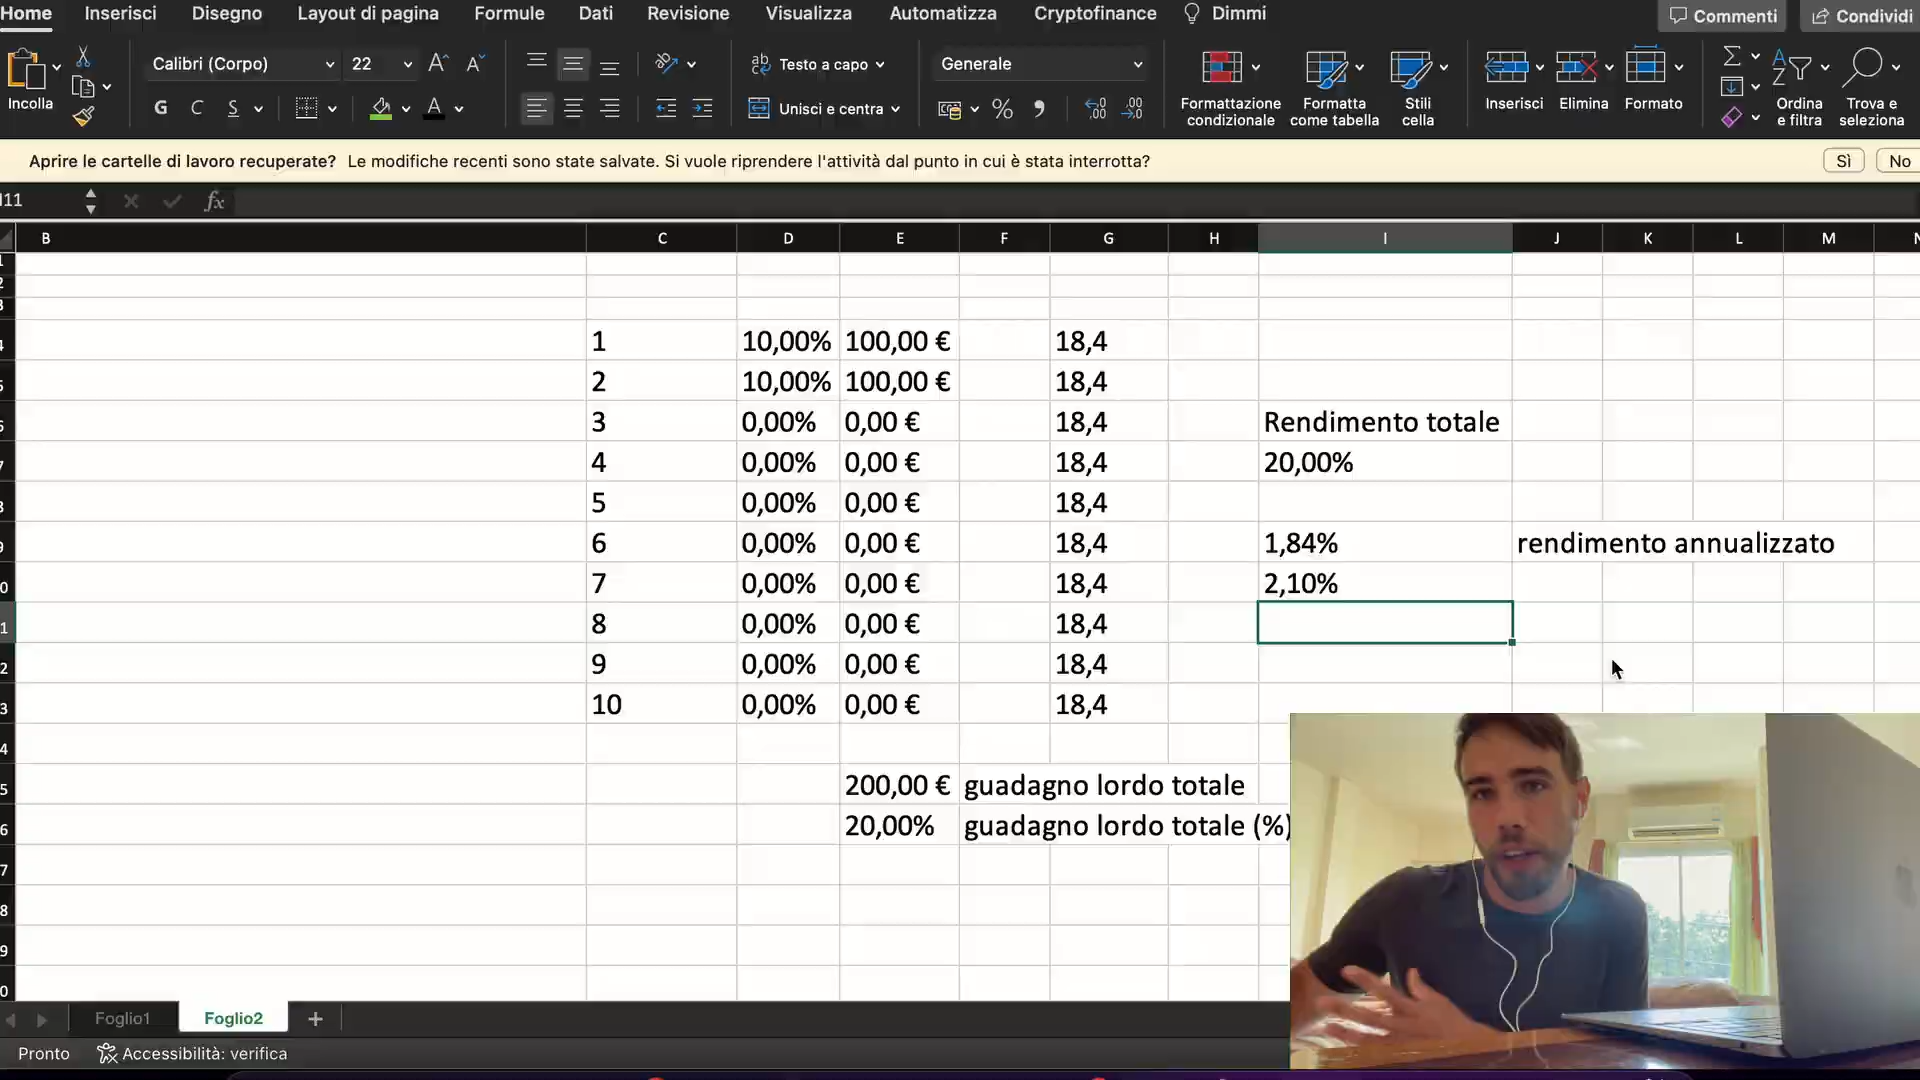 Home Inserisci Disegno Layout di pagina Formule Dati Revisione Visualizza Automatizza Cryptofinance Dimmi Commenti Condividi
Incolla
Calibri (Corpo) 22
G C S
Testo a capo
Unisci e centra
Generale
Formattazione condizionale
Formatta come tabella
Stili cella
Inserisci
Elimina
Formato
Ordina e filtra
Trova e seleziona
Aprire le cartelle di lavoro recuperate? Le modifiche recenti sono state salvate. Si vuole riprendere l'attività dal punto in cui è stata interrotta? Sì No
I11 fx
B C D E F G H I J K L M N
1 10,00% 100,00 € 18,4
2 10,00% 100,00 € 18,4
3 0,00% 0,00 € 18,4 Rendimento totale
4 0,00% 0,00 € 18,4 20,00%
5 0,00% 0,00 € 18,4
6 0,00% 0,00 € 18,4 1,84% rendimento annualizzato
7 0,00% 0,00 € 18,4 2,10%
8 0,00% 0,00 € 18,4
9 0,00% 0,00 € 18,4
10 0,00% 0,00 € 18,4
200,00 € guadagno lordo totale
20,00% guadagno lordo totale (%)
Foglio1 Foglio2 +
Pronto Accessibilità: verifica